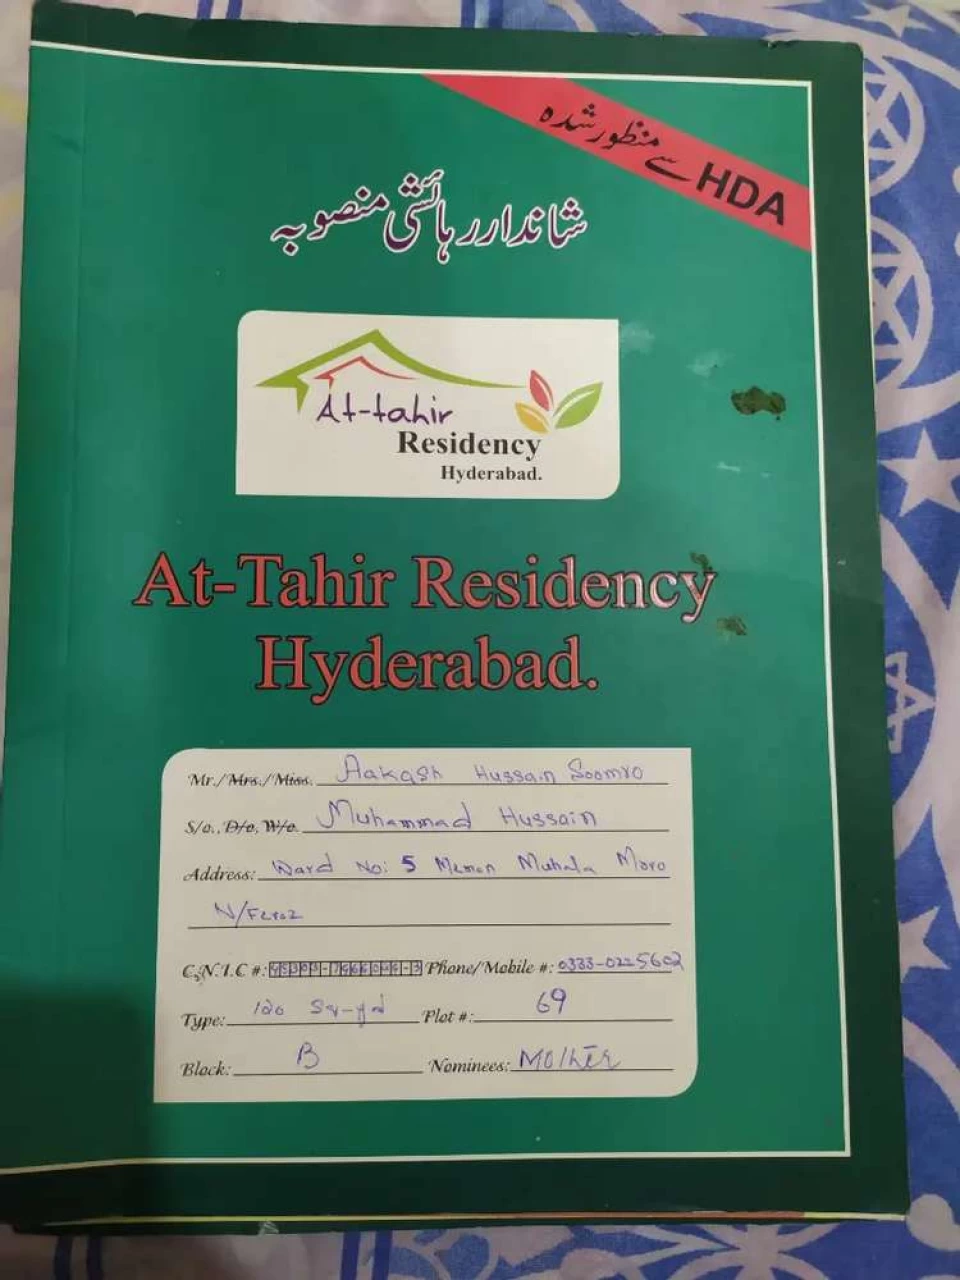 HDA سے منظور شدہ
شاندار رہائشی منصوبہ
At-tahir
Residency
Hyderabad.
At-Tahir Residency
Hyderabad.
Mr./Mrs./Miss. Aakash Hussain Soomro
S/o., D/o, W/o. Muhammad Hussain
Address: Ward No: 5 Memon Muhala Moro
N/Feroz
C.N.I.C #: Phone/Mobile #:
Type: 120 Sq-yd Plot #: 69
Block: B Nominees: Mother